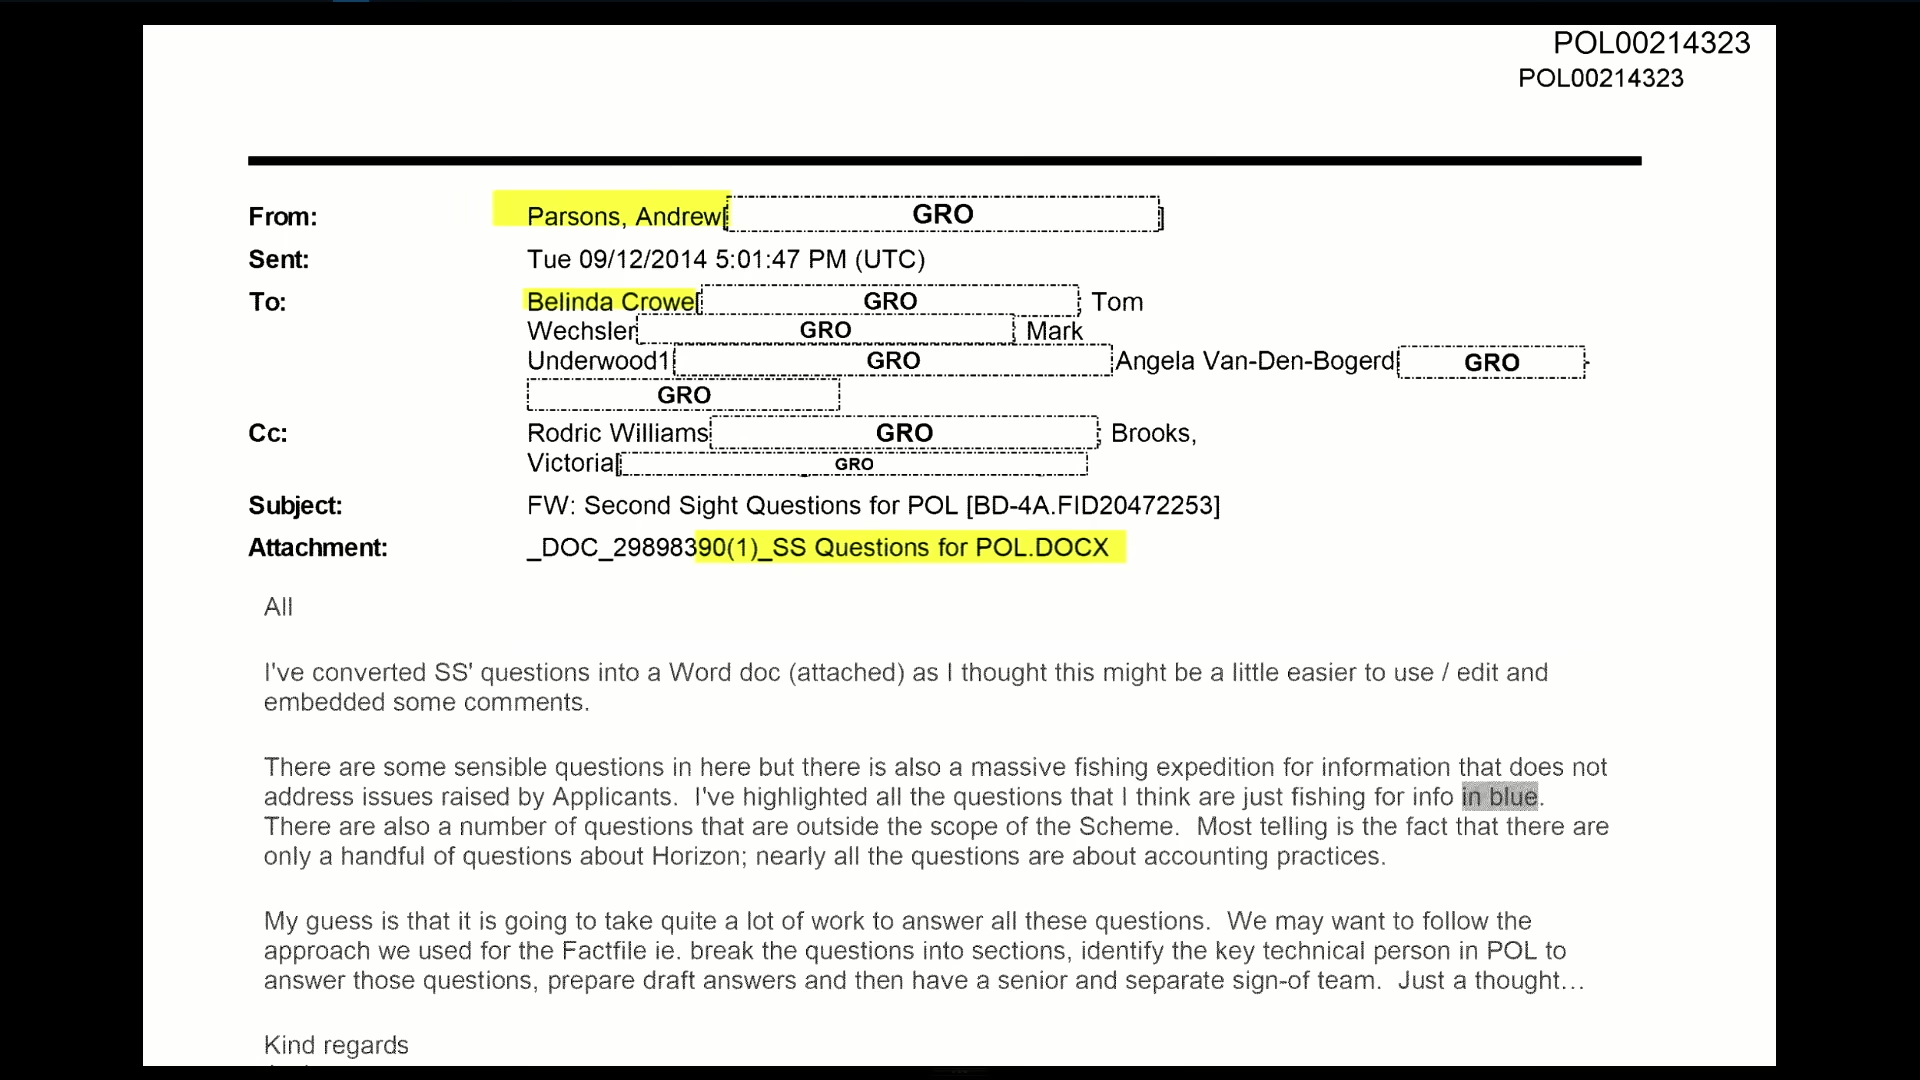 POL00214323
POL00214323
From: Parsons, Andrew[ GRO ]
Sent: Tue 09/12/2014 5:01:47 PM (UTC)
To: Belinda Crowe[ GRO ; Tom
Wechsler[ GRO ; Mark
Underwood1[ GRO Angela Van-Den-Bogerd[ GRO
GRO
Cc: Rodric Williams[ GRO ; Brooks,
Victoria[ GRO
Subject: FW: Second Sight Questions for POL [BD-4A.FID20472253]
Attachment: _DOC_29898390(1)_SS Questions for POL.DOCX
All
I've converted SS' questions into a Word doc (attached) as I thought this might be a little easier to use / edit and
embedded some comments.
There are some sensible questions in here but there is also a massive fishing expedition for information that does not
address issues raised by Applicants.  I've highlighted all the questions that I think are just fishing for info in blue.
There are also a number of questions that are outside the scope of the Scheme.  Most telling is the fact that there are
only a handful of questions about Horizon; nearly all the questions are about accounting practices.
My guess is that it is going to take quite a lot of work to answer all these questions.  We may want to follow the
approach we used for the Factfile ie. break the questions into sections, identify the key technical person in POL to
answer those questions, prepare draft answers and then have a senior and separate sign-of team.  Just a thought…
Kind regards